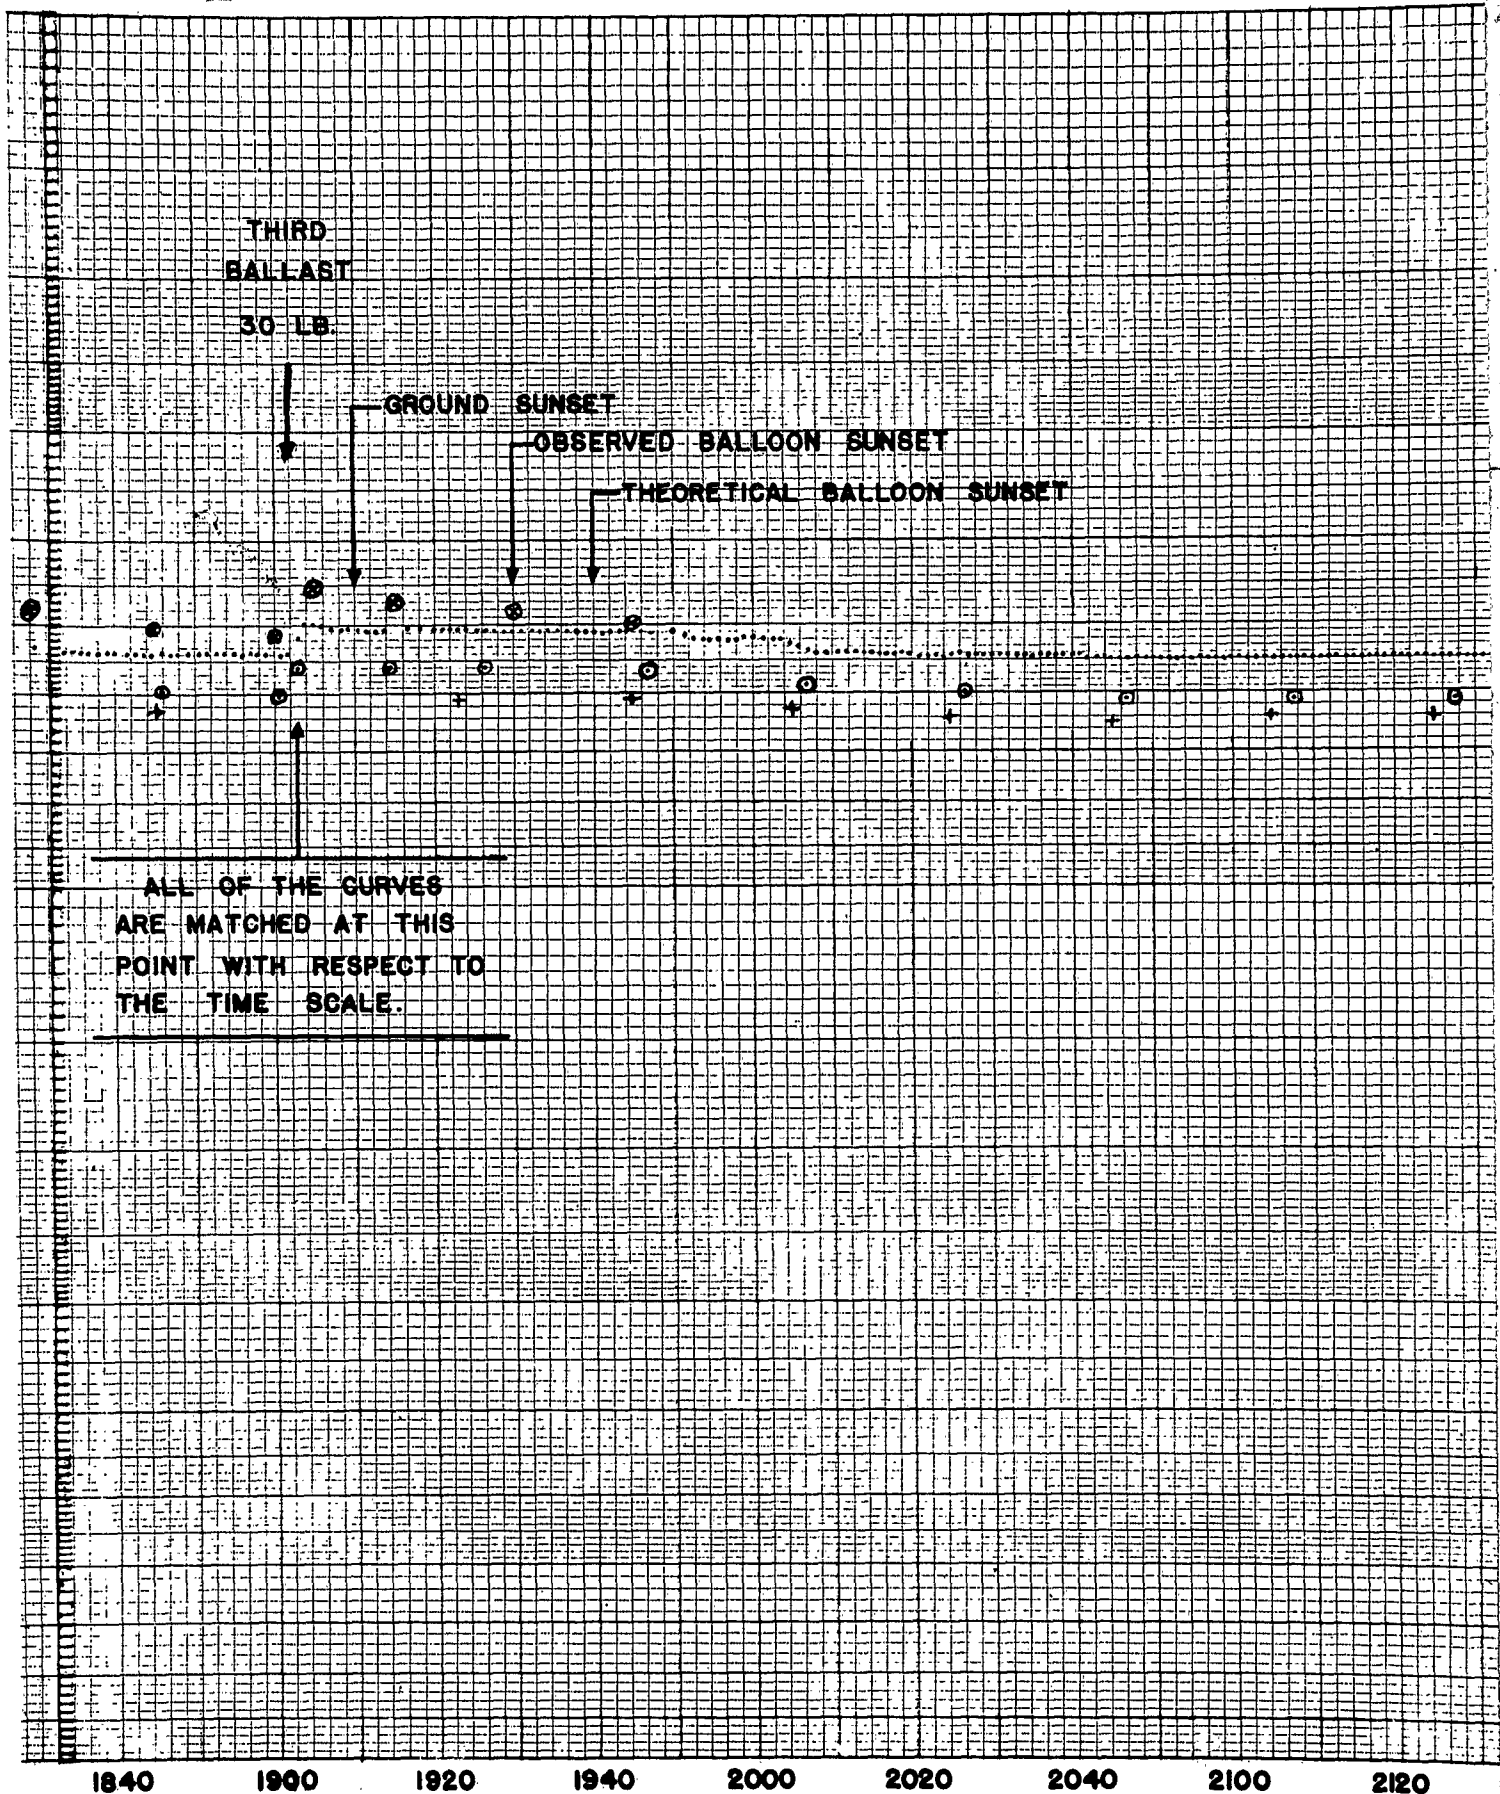 THIRD
BALLAST
30 LB.
GROUND SUNSET
OBSERVED BALLOON SUNSET
THEORETICAL BALLOON SUNSET
ALL OF THE CURVES
ARE MATCHED AT THIS
POINT WITH RESPECT TO
THE TIME SCALE.
1840 1900 1920 1940 2000 2020 2040 2100 2120